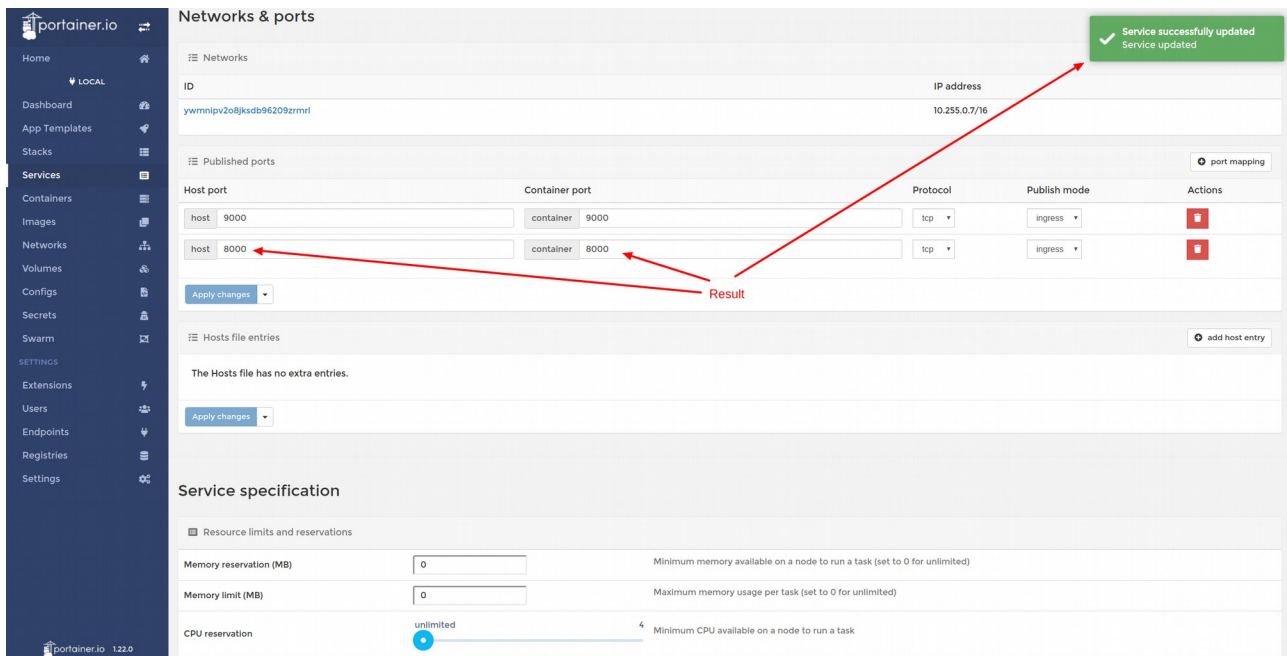 portainer.io
Home
LOCAL
Dashboard
App Templates
Stacks
Services
Containers
Images
Networks
Volumes
Configs
Secrets
Swarm
SETTINGS
Extensions
Users
Endpoints
Registries
Settings
portainer.io 1.22.0
Networks & ports
Service successfully updated
Service updated
Networks
ID IP address
ywmnipv2o8jksdb96209zrmrl 10.255.0.7/16
Published ports port mapping
Host port Container port Protocol Publish mode Actions
host 9000 container 9000 tcp ingress
host 8000 container 8000 tcp ingress
Result
Apply changes
Hosts file entries add host entry
The Hosts file has no extra entries.
Apply changes
Service specification
Resource limits and reservations
Memory reservation (MB) 0 Minimum memory available on a node to run a task (set to 0 for unlimited)
Memory limit (MB) 0 Maximum memory usage per task (set to 0 for unlimited)
CPU reservation unlimited 4 Minimum CPU available on a node to run a task